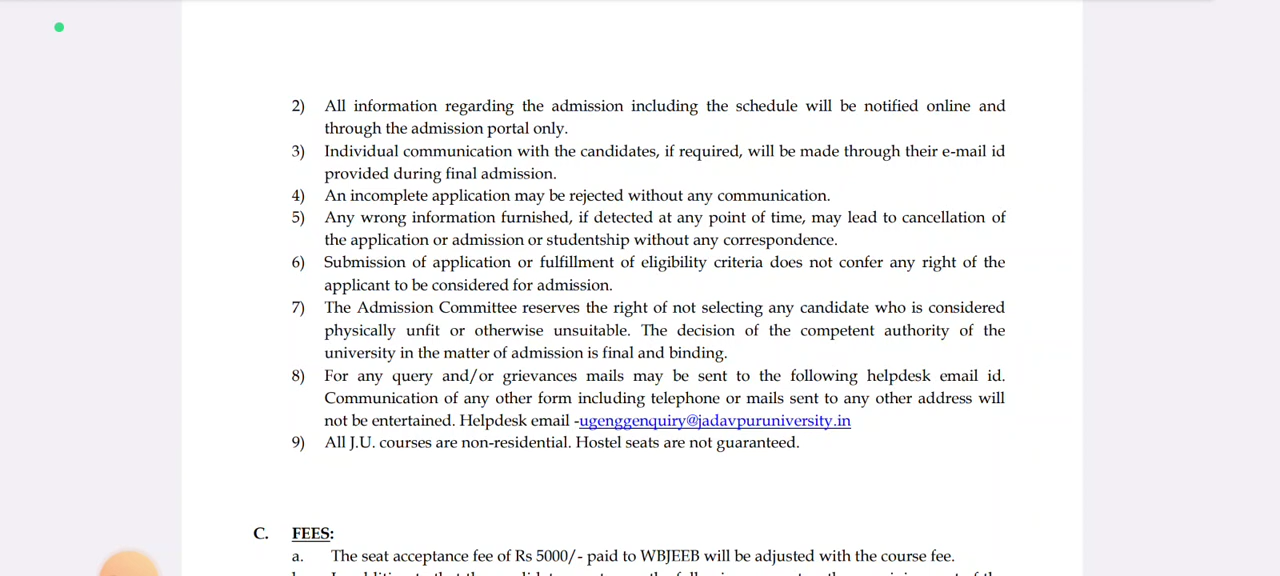 2) All information regarding the admission including the schedule will be notified online and
through the admission portal only.
3) Individual communication with the candidates, if required, will be made through their e-mail id
provided during final admission.
4) An incomplete application may be rejected without any communication.
5) Any wrong information furnished, if detected at any point of time, may lead to cancellation of
the application or admission or studentship without any correspondence.
6) Submission of application or fulfillment of eligibility criteria does not confer any right of the
applicant to be considered for admission.
7) The Admission Committee reserves the right of not selecting any candidate who is considered
physically unfit or otherwise unsuitable. The decision of the competent authority of the
university in the matter of admission is final and binding.
8) For any query and/or grievances mails may be sent to the following helpdesk email id.
Communication of any other form including telephone or mails sent to any other address will
not be entertained. Helpdesk email -ugenggenquiry@jadavpuruniversity.in
9) All J.U. courses are non-residential. Hostel seats are not guaranteed.
C. FEES:
a. The seat acceptance fee of Rs 5000/- paid to WBJEEB will be adjusted with the course fee.